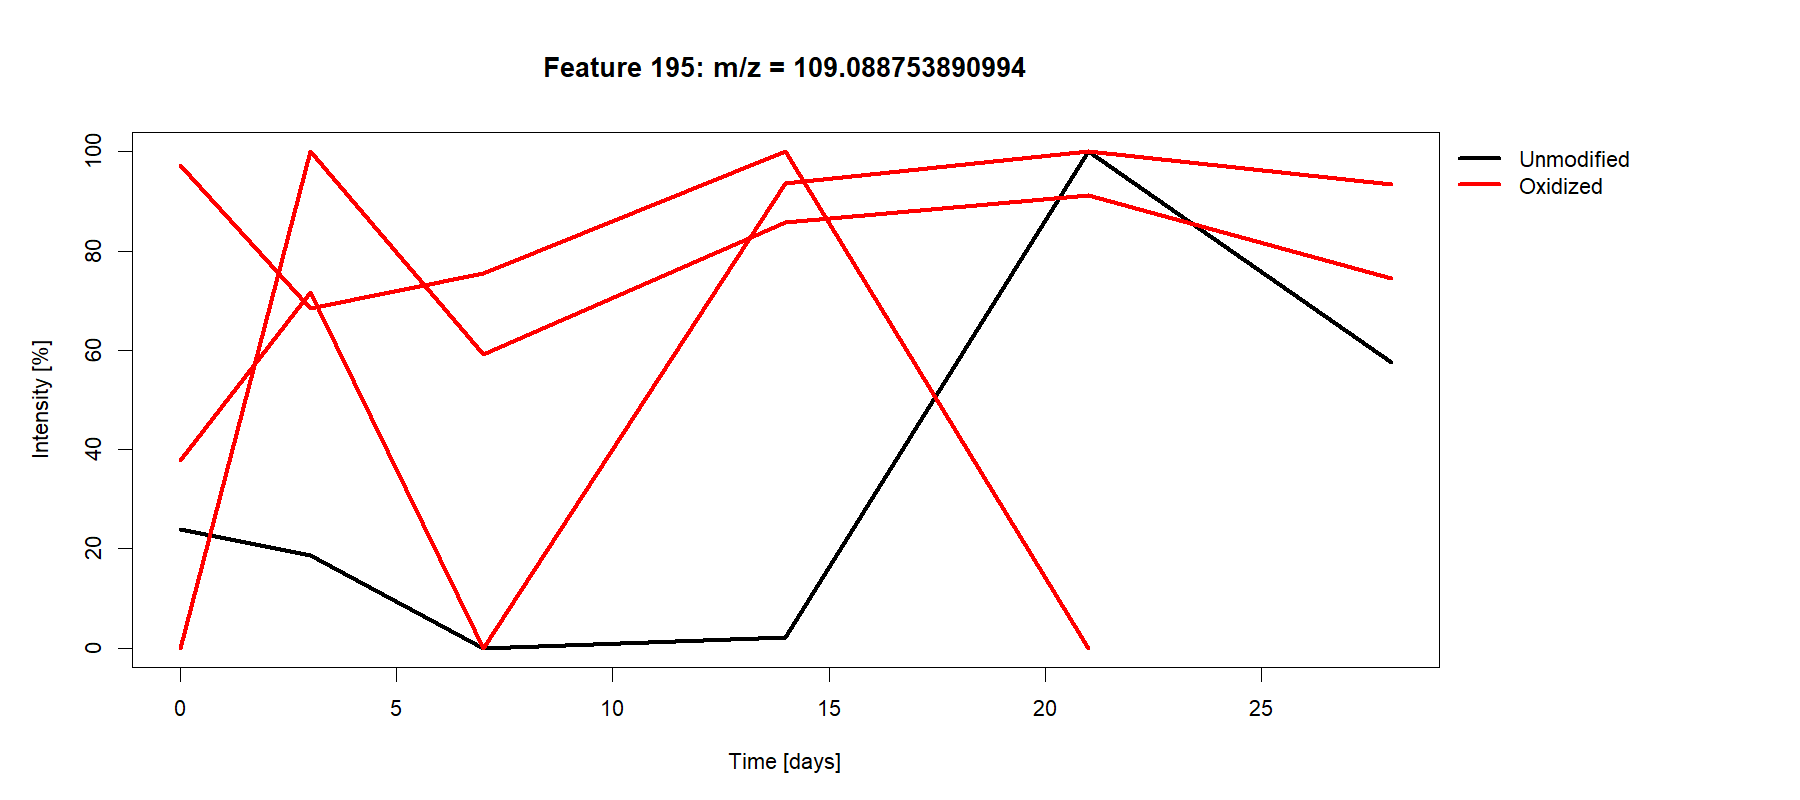 Feature 195: m/z = 109.088753890994
Unmodified
Oxidized
Intensity [%]
100
80
60
40
20
0
0 5 10 15 20 25
Time [days]